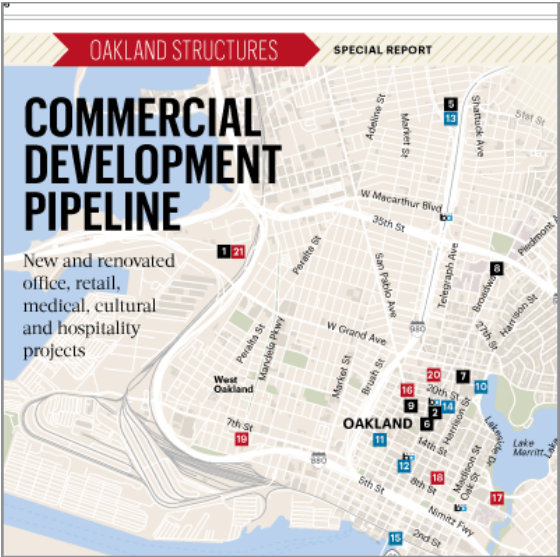 OAKLAND STRUCTURES
SPECIAL REPORT
COMMERCIAL
DEVELOPMENT
PIPELINE
New and renovated
office, retail,
medical, cultural
and hospitality
projects
5
13
Adeline St
Market St
Shattuck Ave
51st St
W Macarthur Blvd
35th St
Piedmont A
1
21
Peralta St
San Pablo Ave
Telegraph Ave
8
Broadway
Harrison St
27th St
980
W Grand Ave
Peralta St
Mandela Pkwy
Market St
Brush St
West
Oakland
20
7
10
16
20th St
9
2
14
6
Harrison St
OAKLAND
7th St
19
11
14th St
Lakeside Dr
Lake
Merritt
Lake
880
12
8th St
18
Madison St
Oak St
5th St
17
Nimitz Fwy
15
2nd St